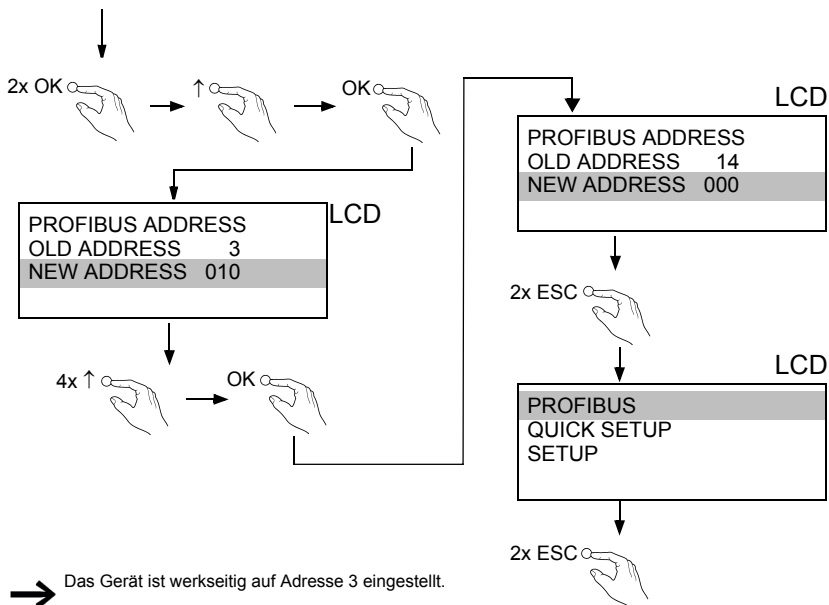 2x OK
↑
OK
LCD
PROFIBUS ADDRESS
OLD ADDRESS 3
NEW ADDRESS 010
4x ↑
OK
LCD
PROFIBUS ADDRESS
OLD ADDRESS 14
NEW ADDRESS 000
2x ESC
LCD
PROFIBUS
QUICK SETUP
SETUP
2x ESC
Das Gerät ist werkseitig auf Adresse 3 eingestellt.